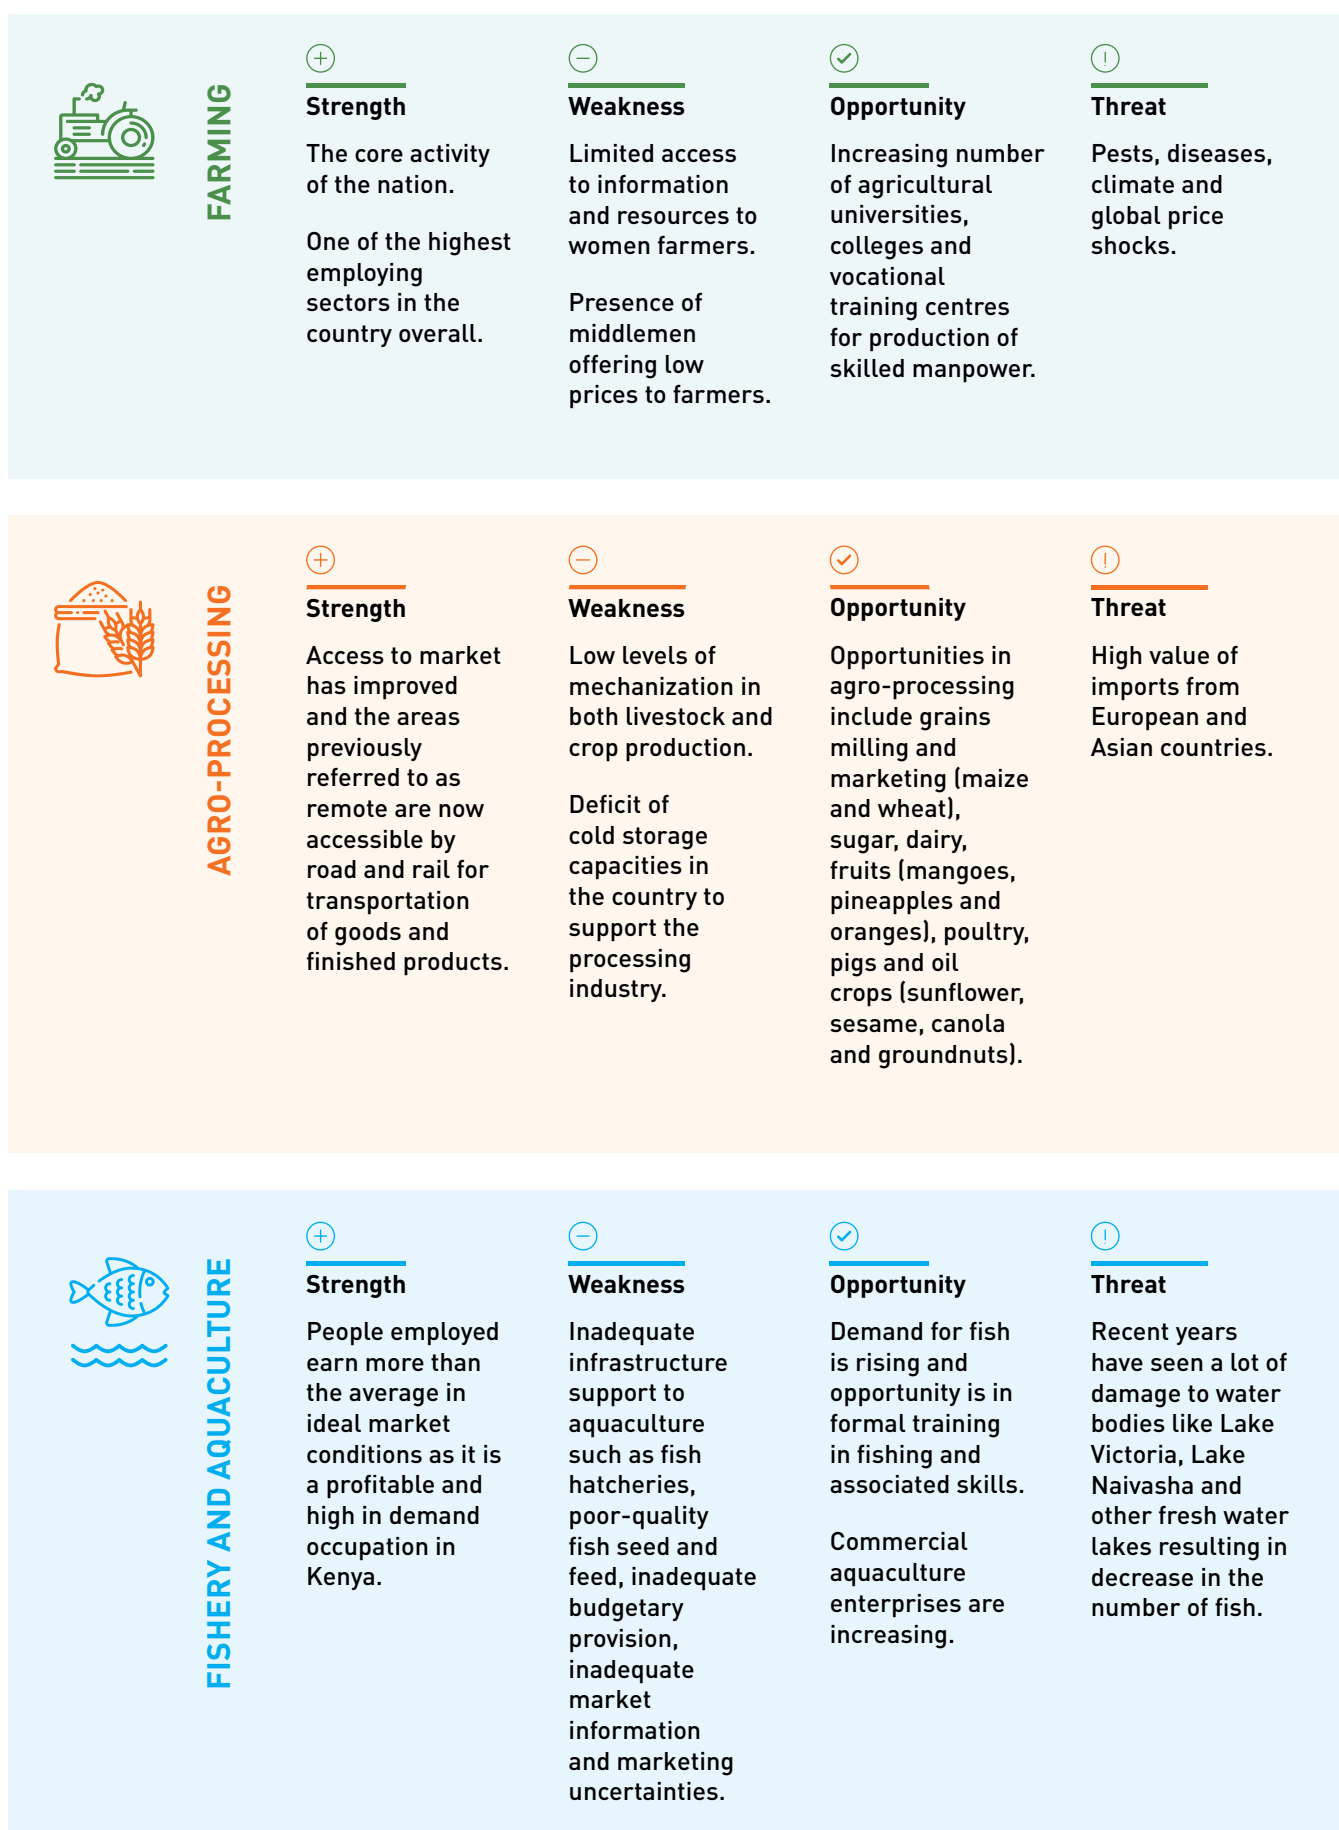 FARMING
Strength
The core activity
of the nation.
One of the highest
employing
sectors in the
country overall.
Weakness
Limited access
to information
and resources to
women farmers.
Presence of
middlemen
offering low
prices to farmers.
Opportunity
Increasing number
of agricultural
universities,
colleges and
vocational
training centres
for production of
skilled manpower.
Threat
Pests, diseases,
climate and
global price
shocks.
AGRO-PROCESSING
Strength
Access to market
has improved
and the areas
previously
referred to as
remote are now
accessible by
road and rail for
transportation
of goods and
finished products.
Weakness
Low levels of
mechanization in
both livestock and
crop production.
Deficit of
cold storage
capacities in
the country to
support the
processing
industry.
Opportunity
Opportunities in
agro-processing
include grains
milling and
marketing (maize
and wheat),
sugar, dairy,
fruits (mangoes,
pineapples and
oranges), poultry,
pigs and oil
crops (sunflower,
sesame, canola
and groundnuts).
Threat
High value of
imports from
European and
Asian countries.
FISHERY AND AQUACULTURE
Strength
People employed
earn more than
the average in
ideal market
conditions as it is
a profitable and
high in demand
occupation in
Kenya.
Weakness
Inadequate
infrastructure
support to
aquaculture
such as fish
hatcheries,
poor-quality
fish seed and
feed, inadequate
budgetary
provision,
inadequate
market
information
and marketing
uncertainties.
Opportunity
Demand for fish
is rising and
opportunity is in
formal training
in fishing and
associated skills.
Commercial
aquaculture
enterprises are
increasing.
Threat
Recent years
have seen a lot of
damage to water
bodies like Lake
Victoria, Lake
Naivasha and
other fresh water
lakes resulting in
decrease in the
number of fish.